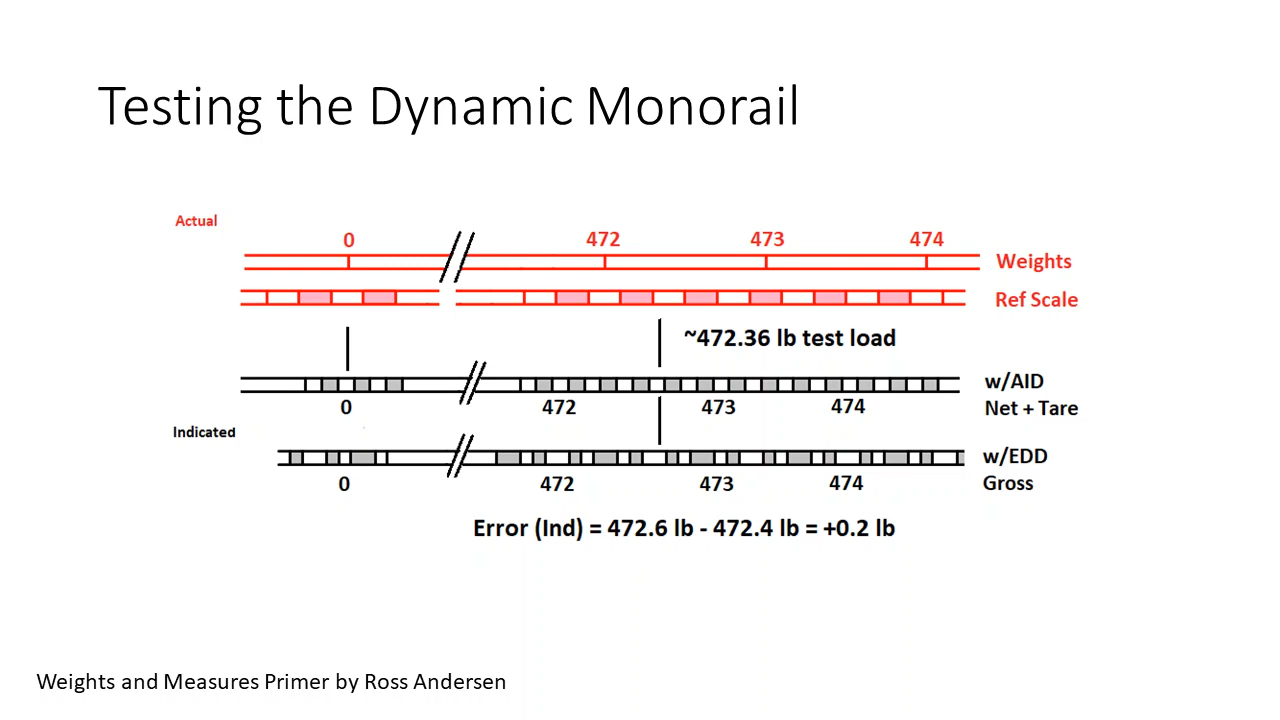 Testing the Dynamic Monorail
Actual
0 472 473 474
Weights
Ref Scale
~472.36 lb test load
w/AID
0 472 473 474 Net + Tare
Indicated
w/EDD
0 472 473 474 Gross
Error (Ind) = 472.6 lb - 472.4 lb = +0.2 lb
Weights and Measures Primer by Ross Andersen